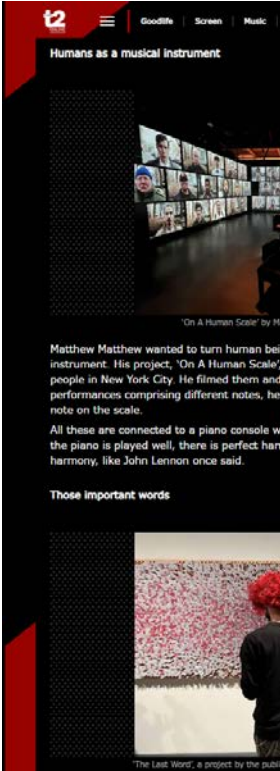 t2
Goodlife Screen Music
Humans as a musical instrument
'On A Human Scale' by M
Matthew Matthew wanted to turn human bei
instrument. His project, 'On A Human Scale',
people in New York City. He filmed them and
performances comprising different notes, he
note on the scale.
All these are connected to a piano console w
the piano is played well, there is perfect har
harmony, like John Lennon once said.
Those important words
'The Last Word', a project by the publi